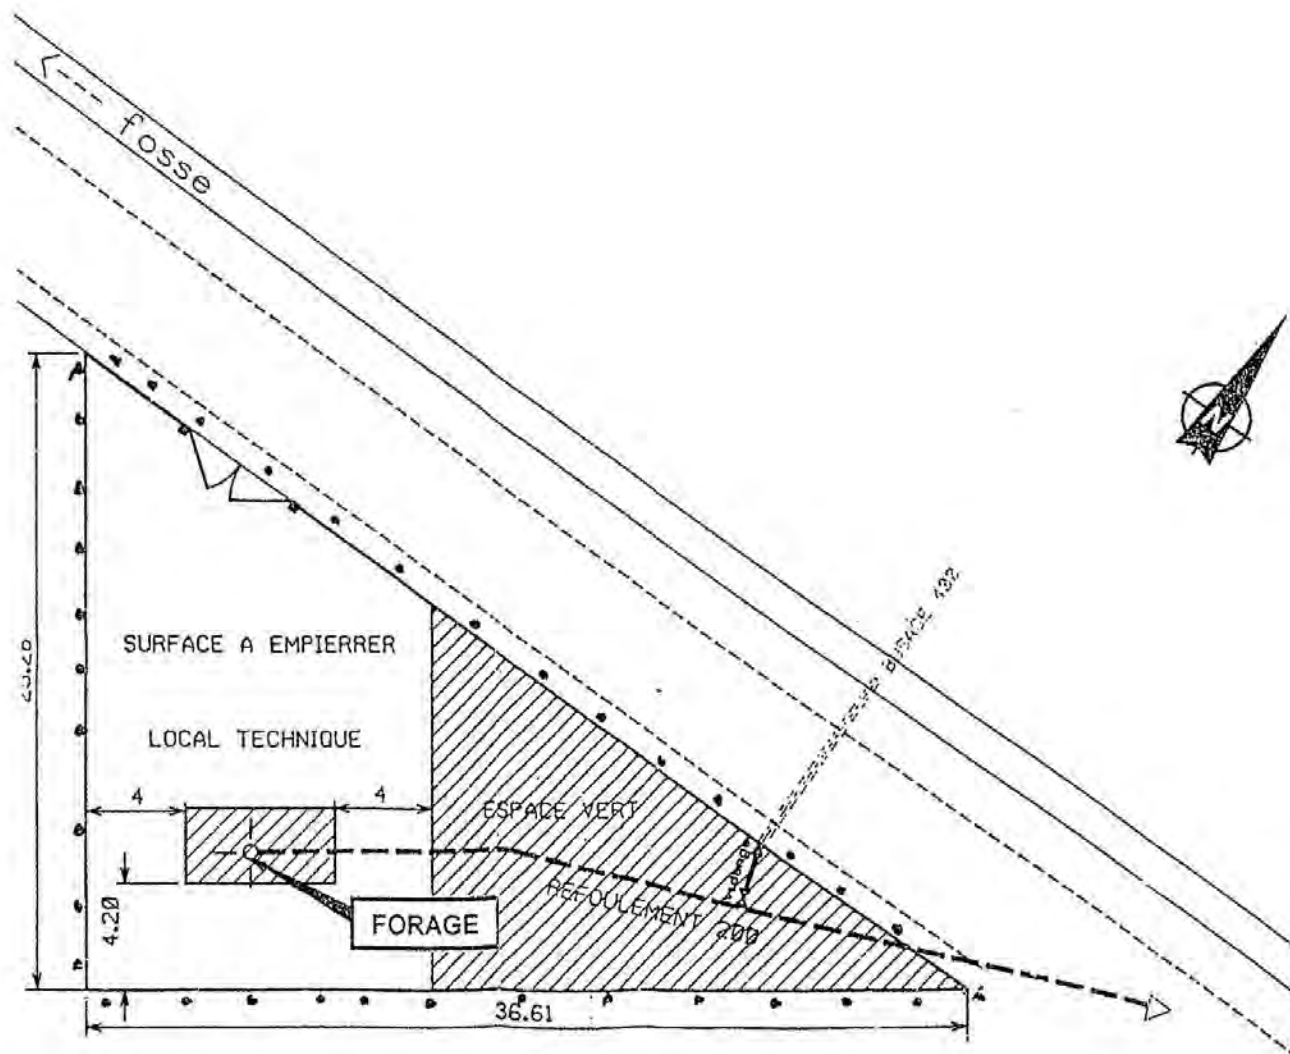 fosse
N
SURFACE A EMPIERRER
LOCAL TECHNIQUE
4
4
ESPACE VERT
4.20
FORAGE
REFOULEMENT 200
36.61